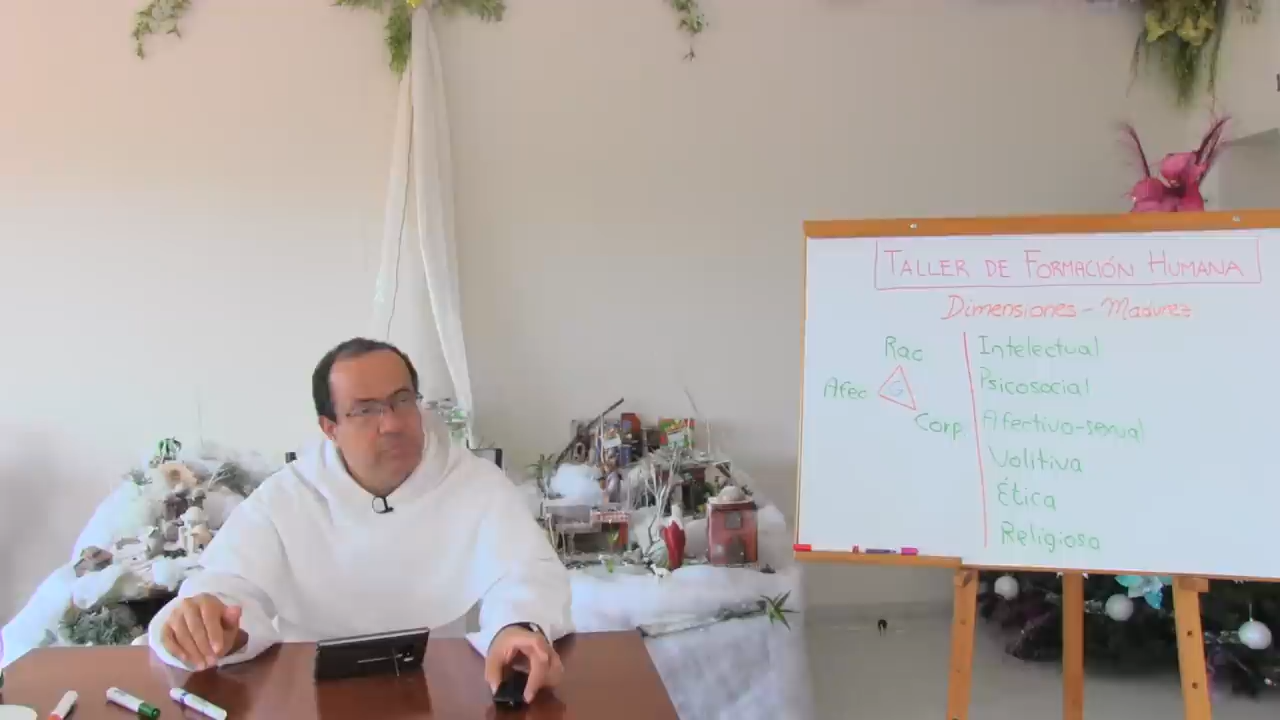 TALLER DE FORMACIÓN HUMANA
Dimensiones - Madurez
Rac
Afec
G
Corp
Intelectual
Psicosocial
Afectivo-sexual
Volitiva
Ética
Religiosa